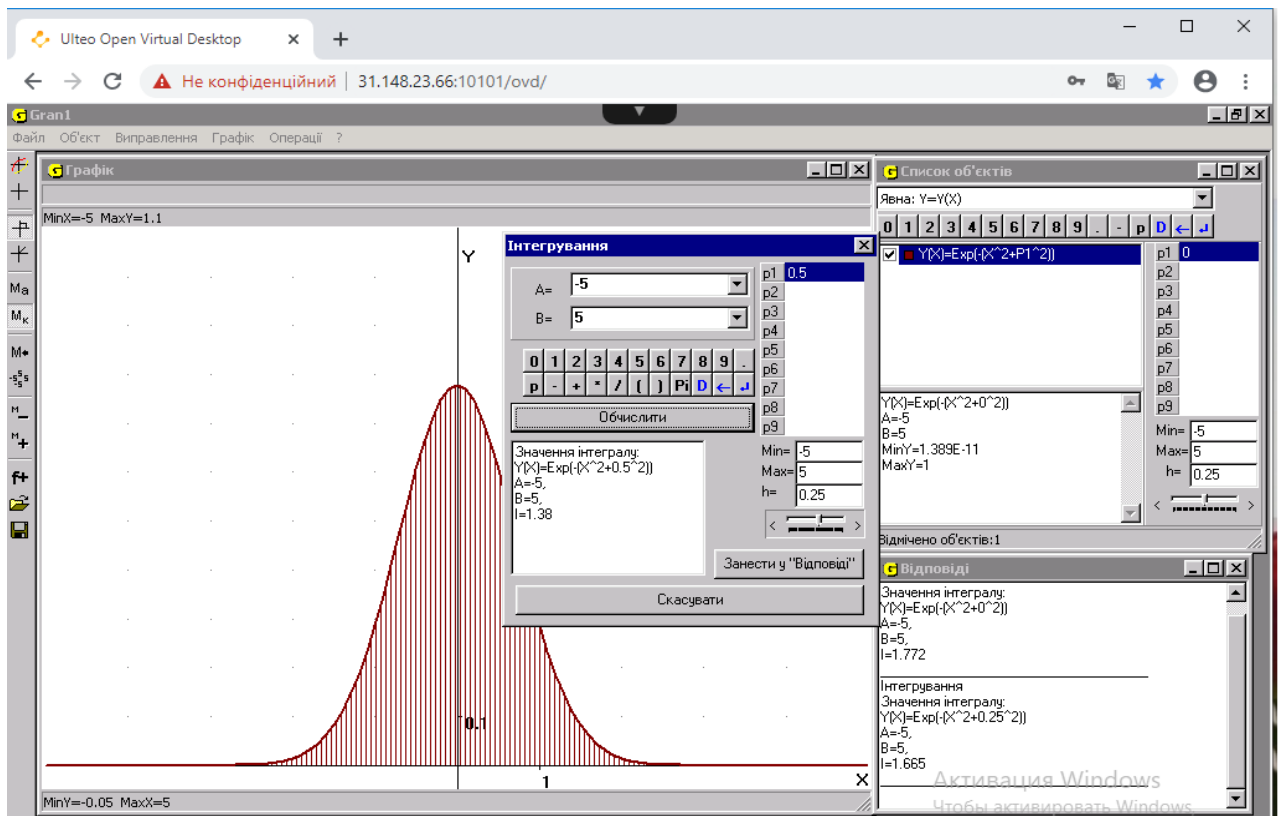 Ulteo Open Virtual Desktop
Не конфіденційний | 31.148.23.66:10101/ovd/
Gran1
Файл Об'єкт Виправлення Графік Операції ?
Графік
MinX=-5 MaxY=1.1
Y
0.1
1
X
MinY=-0.05 MaxX=5
Ma
Mк
M
-5 5 5 5
M
M
f+
Інтегрування
A= -5
B= 5
0 1 2 3 4 5 6 7 8 9 .
p - + * / ( ) Pi D ← ↲
Обчислити
Значення інтегралу:
Y(X)=Exp(-(X^2+0.5^2))
A=-5,
B=5,
I=1.38
p1 0.5
p2
p3
p4
p5
p6
p7
p8
p9
Min= -5
Max= 5
h= 0.25
< >
Занести у "Відповіді"
Скасувати
Список об'єктів
Явна: Y=Y(X)
0 1 2 3 4 5 6 7 8 9 . - p D ← ↲
Y(X)=Exp(-(X^2+P1^2))
p1 0
p2
p3
p4
p5
p6
p7
p8
p9
Y(X)=Exp(-(X^2+0^2))
A=-5
B=5
MinY=1.389E-11
MaxY=1
Min= -5
Max= 5
h= 0.25
< >
Відмічено об'єктів:1
Відповіді
Значення інтегралу:
Y(X)=Exp(-(X^2+0^2))
A=-5,
B=5,
I=1.772
Інтегрування
Значення інтегралу:
Y(X)=Exp(-(X^2+0.25^2))
A=-5,
B=5,
I=1.665
Активация Windows
Чтобы активировать Windows,